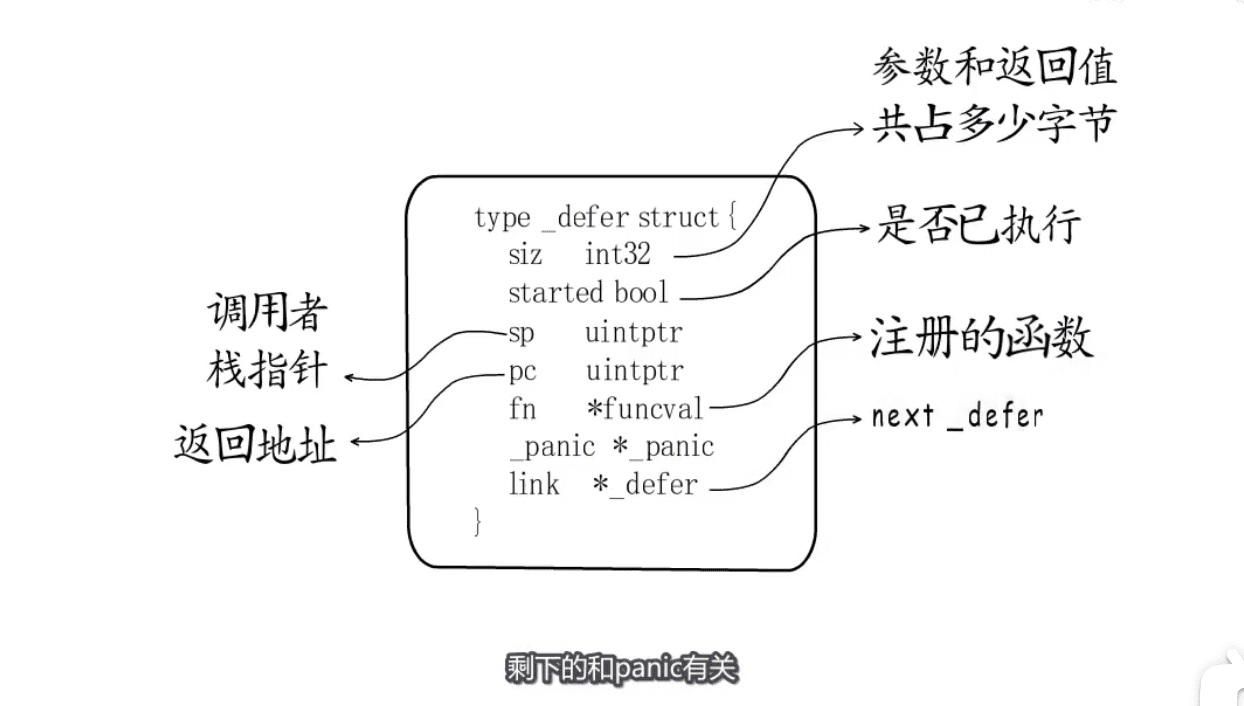 参数和返回值
共占多少字节
type _defer struct {
siz int32
started bool
sp uintptr
pc uintptr
fn *funcval
_panic *_panic
link *_defer
}
是否已执行
注册的函数
next _defer
调用者
栈指针
返回地址
剩下的和panic有关